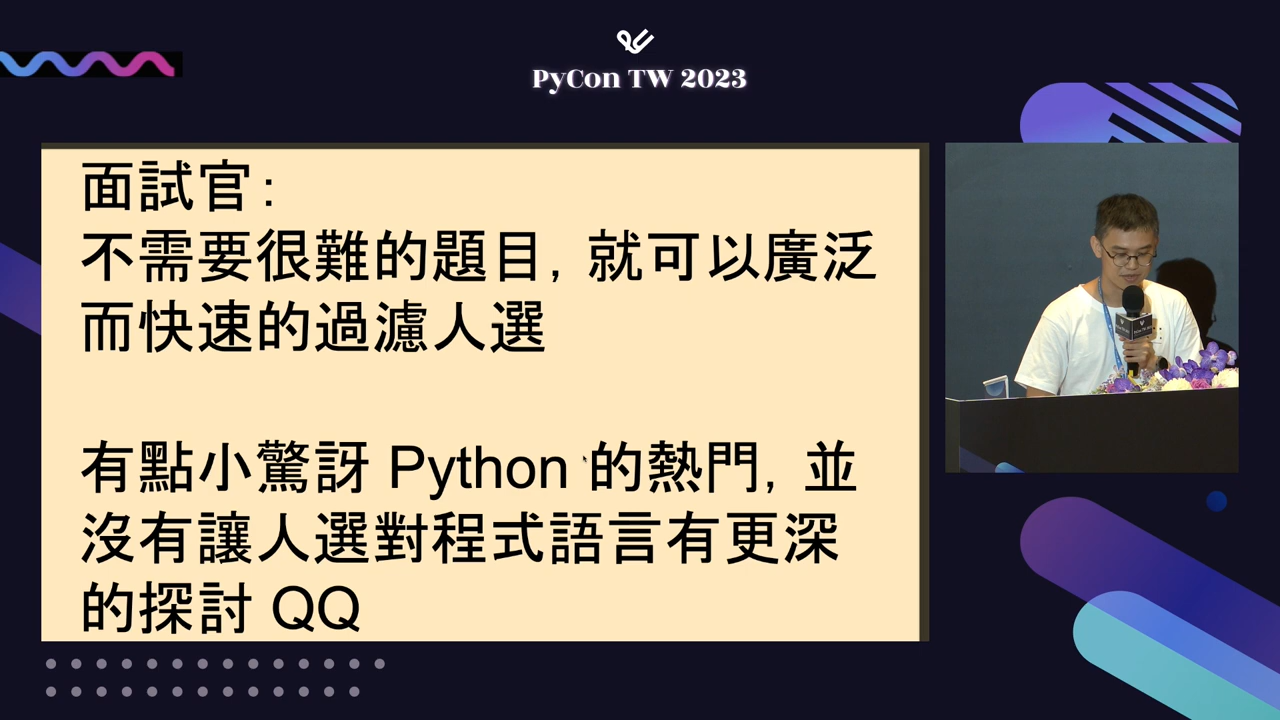 PyCon TW 2023
面試官：
不需要很難的題目，就可以廣泛
而快速的過濾人選
有點小驚訝 Python 的熱門，並
沒有讓人選對程式語言有更深
的探討 QQ